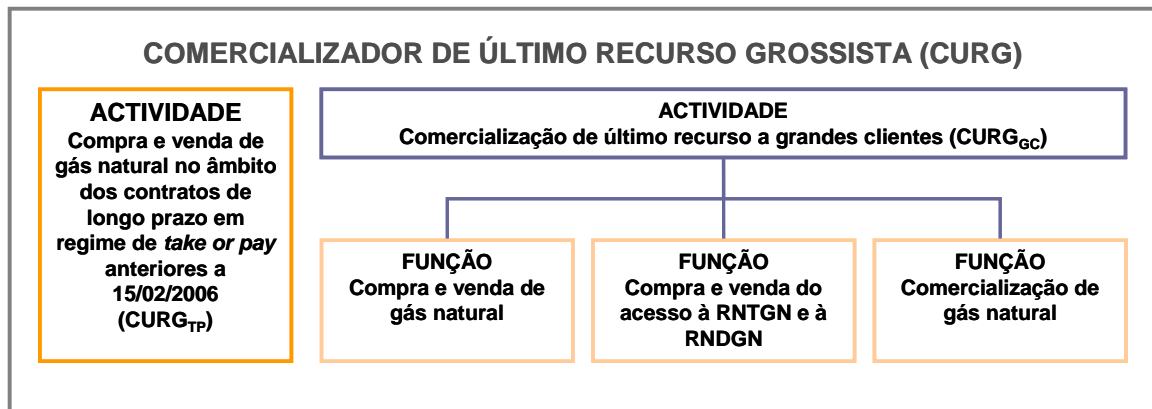 COMERCIALIZADOR DE ÚLTIMO RECURSO GROSSISTA (CURG)
ACTIVIDADE
Compra e venda de
gás natural no âmbito
dos contratos de
longo prazo em
regime de take or pay
anteriores a
15/02/2006
(CURGTP)
ACTIVIDADE
Comercialização de último recurso a grandes clientes (CURGGC)
FUNÇÃO
Compra e venda de
gás natural
FUNÇÃO
Compra e venda do
acesso à RNTGN e à
RNDGN
FUNÇÃO
Comercialização de
gás natural